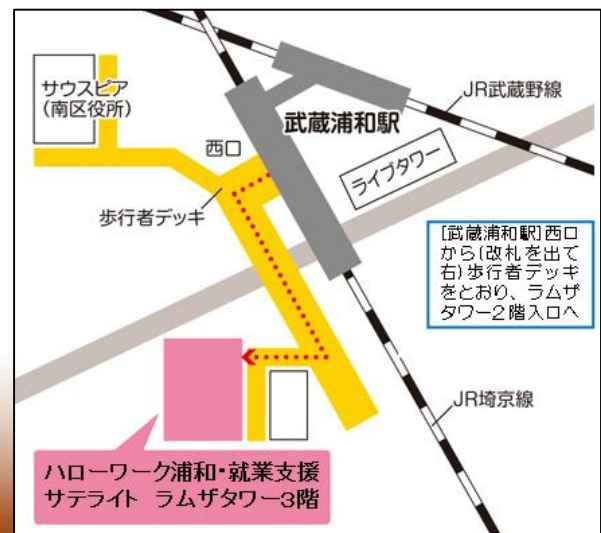 サウスピア
(南区役所)
JR武蔵野線
武蔵浦和駅
西口
ライブタワー
歩行者デッキ
[武蔵浦和駅]西口
から(改札を出て
右)歩行者デッキ
をとおり、ラムザ
タワー2階入口へ
JR埼京線
ハローワーク浦和・就業支援
サテライト ラムザタワー3階